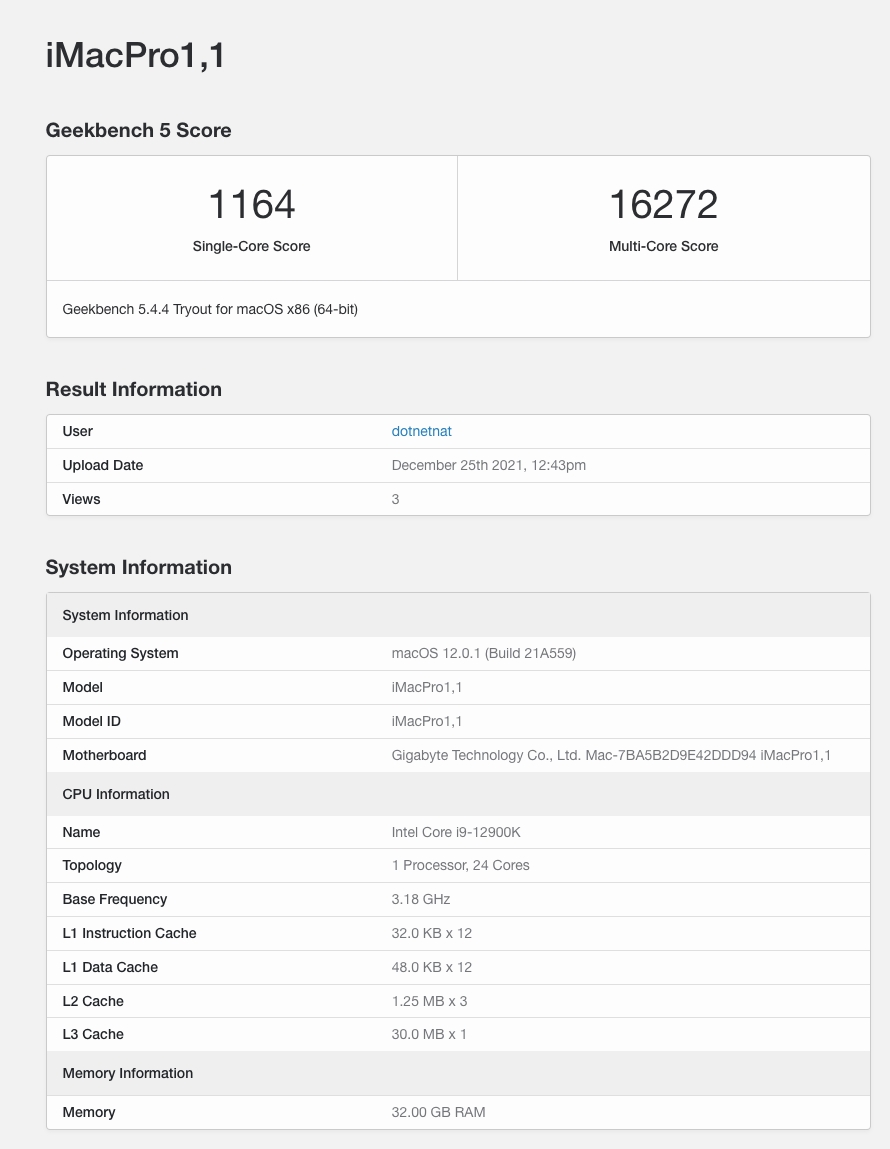 iMacPro1,1
Geekbench 5 Score
1164
Single-Core Score
16272
Multi-Core Score
Geekbench 5.4.4 Tryout for macOS x86 (64-bit)
Result Information
User dotnetnat
Upload Date December 25th 2021, 12:43pm
Views 3
System Information
System Information
Operating System macOS 12.0.1 (Build 21A559)
Model iMacPro1,1
Model ID iMacPro1,1
Motherboard Gigabyte Technology Co., Ltd. Mac-7BA5B2D9E42DDD94 iMacPro1,1
CPU Information
Name Intel Core i9-12900K
Topology 1 Processor, 24 Cores
Base Frequency 3.18 GHz
L1 Instruction Cache 32.0 KB x 12
L1 Data Cache 48.0 KB x 12
L2 Cache 1.25 MB x 3
L3 Cache 30.0 MB x 1
Memory Information
Memory 32.00 GB RAM